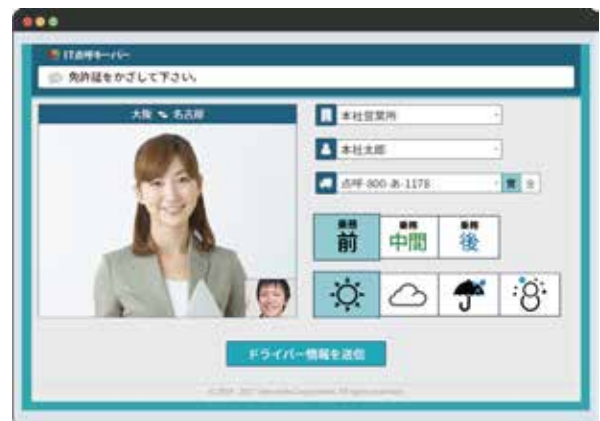 IT点呼キーパー
免許証をかざして下さい。
大阪 名古屋
本社営業所
本社太郎
点呼-800-あ-1178
乗務前
乗務中間
乗務後
ドライバー情報を送信